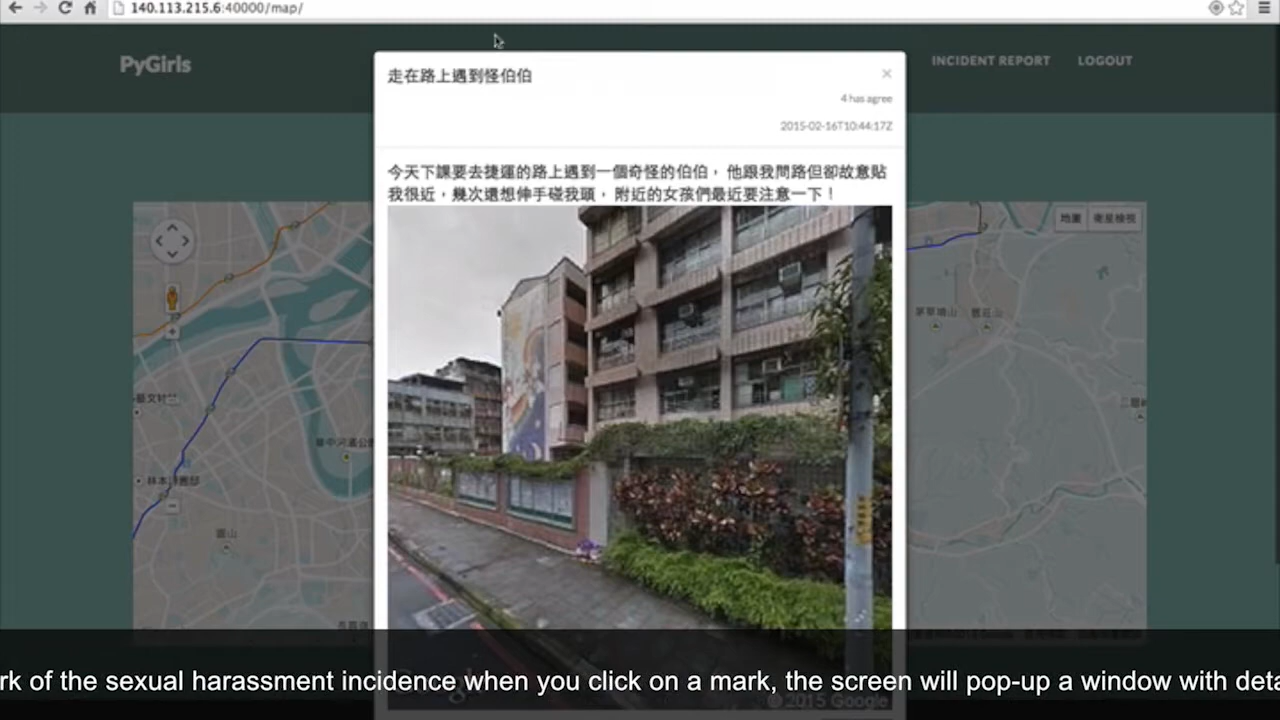 140.113.215.6:40000/map/
PyGirls
INCIDENT REPORT
LOGOUT
走在路上遇到怪伯伯
×
4 has agree
2015-02-16T10:44:17Z
今天下課要去捷運的路上遇到一個奇怪的伯伯， 他跟我問路但卻故意貼
我很近，幾次還想伸手碰我頭， 附近的女孩們最近要注意一下！
地圖
衛星檢視
圓山
© 2015 Google
rk of the sexual harassment incidence when you click on a mark, the screen will pop-up a window with deta